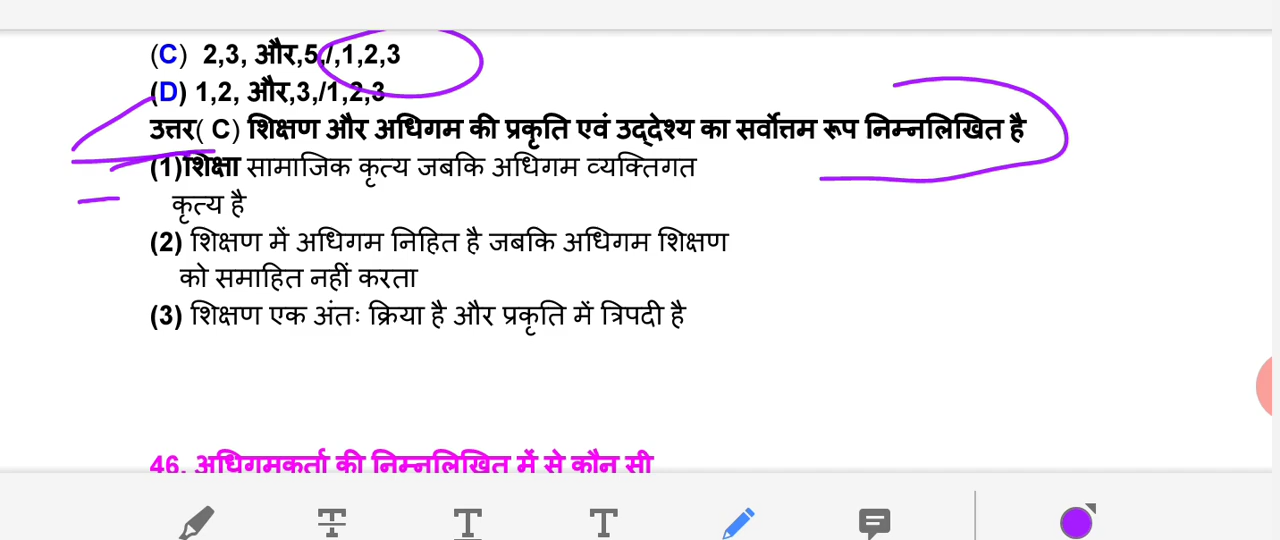 (C) 2,3, और,5,/,1,2,3
(D) 1,2, और,3,/1,2,3
उत्तर( C) शिक्षण और अधिगम की प्रकृति एवं उद्देश्य का सर्वोत्तम रूप निम्नलिखित है
(1)शिक्षा सामाजिक कृत्य जबकि अधिगम व्यक्तिगत
कृत्य है
(2) शिक्षण में अधिगम निहित है जबकि अधिगम शिक्षण
को समाहित नहीं करता
(3) शिक्षण एक अंतः क्रिया है और प्रकृति में त्रिपदी है
46. अधिगमकर्ता की निम्नलिखित में से कौन सी